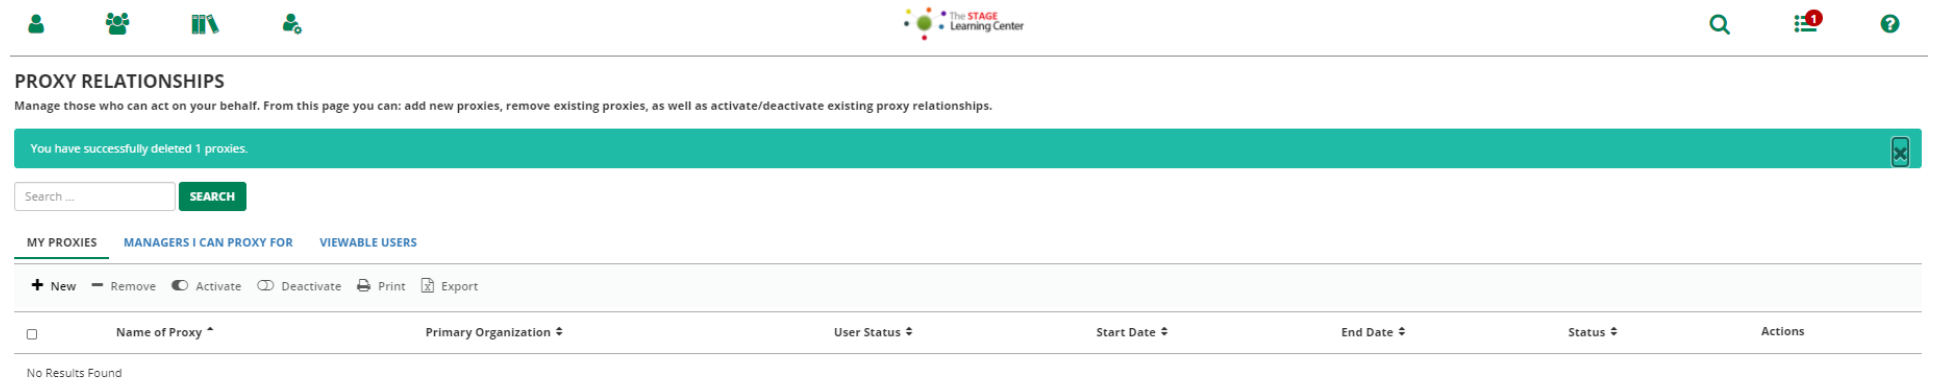 The STAGE
Learning Center
1
PROXY RELATIONSHIPS
Manage those who can act on your behalf. From this page you can: add new proxies, remove existing proxies, as well as activate/deactivate existing proxy relationships.
You have successfully deleted 1 proxies.
Search ...
SEARCH
MY PROXIES MANAGERS I CAN PROXY FOR VIEWABLE USERS
New Remove Activate Deactivate Print Export
Name of Proxy Primary Organization User Status Start Date End Date Status Actions
No Results Found